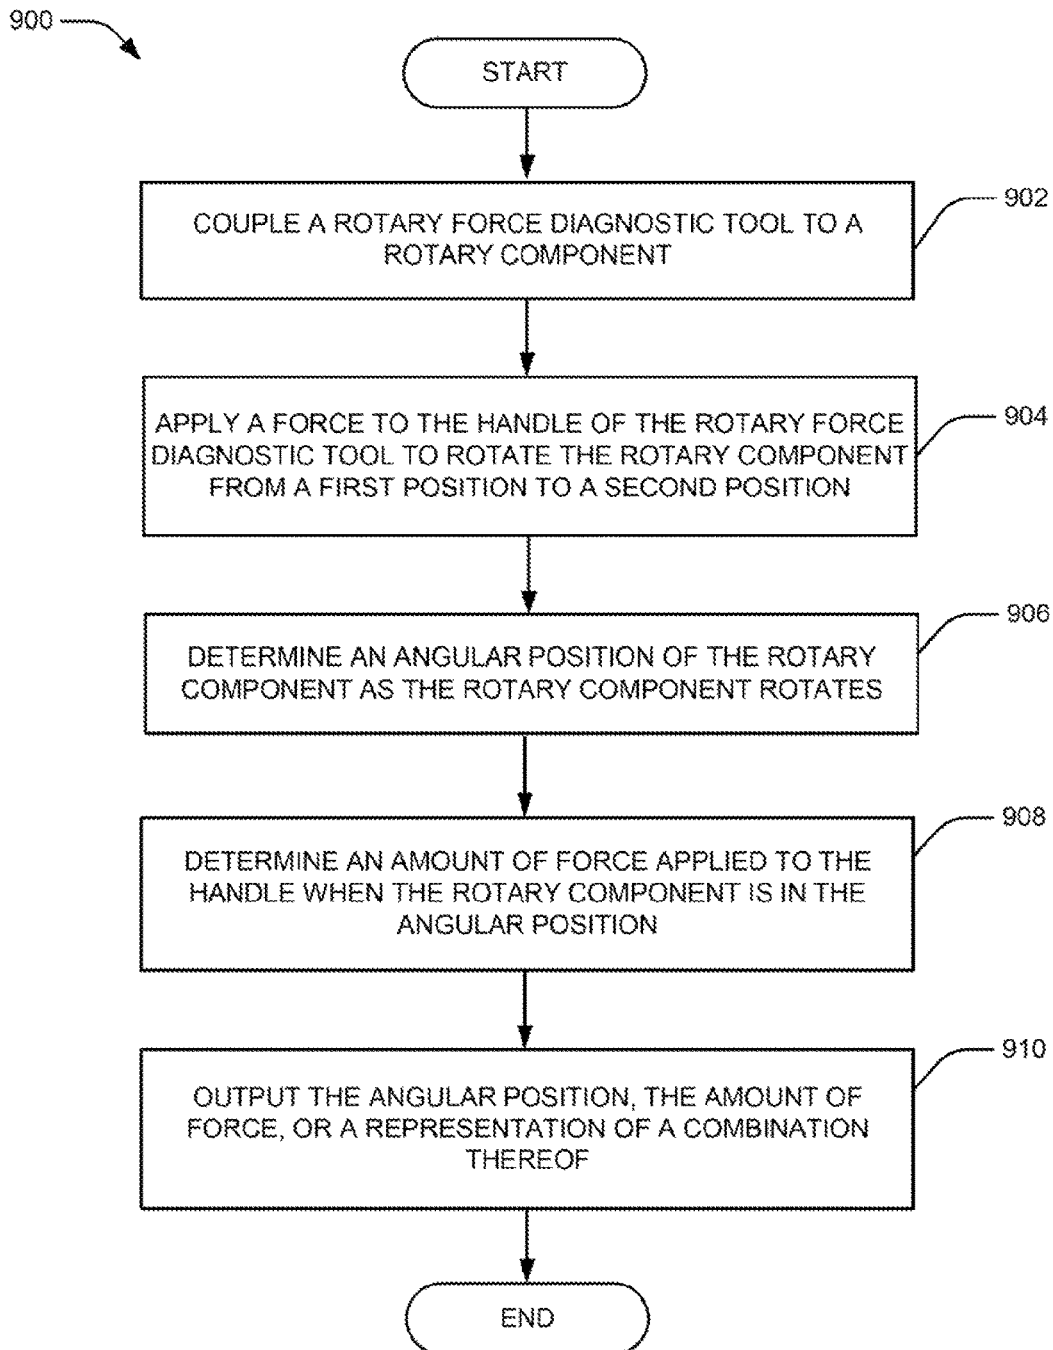 900
START
COUPLE A ROTARY FORCE DIAGNOSTIC TOOL TO A
ROTARY COMPONENT
902
APPLY A FORCE TO THE HANDLE OF THE ROTARY FORCE
DIAGNOSTIC TOOL TO ROTATE THE ROTARY COMPONENT
FROM A FIRST POSITION TO A SECOND POSITION
904
DETERMINE AN ANGULAR POSITION OF THE ROTARY
COMPONENT AS THE ROTARY COMPONENT ROTATES
906
DETERMINE AN AMOUNT OF FORCE APPLIED TO THE
HANDLE WHEN THE ROTARY COMPONENT IS IN THE
ANGULAR POSITION
908
OUTPUT THE ANGULAR POSITION, THE AMOUNT OF
FORCE, OR A REPRESENTATION OF A COMBINATION
THEREOF
910
END